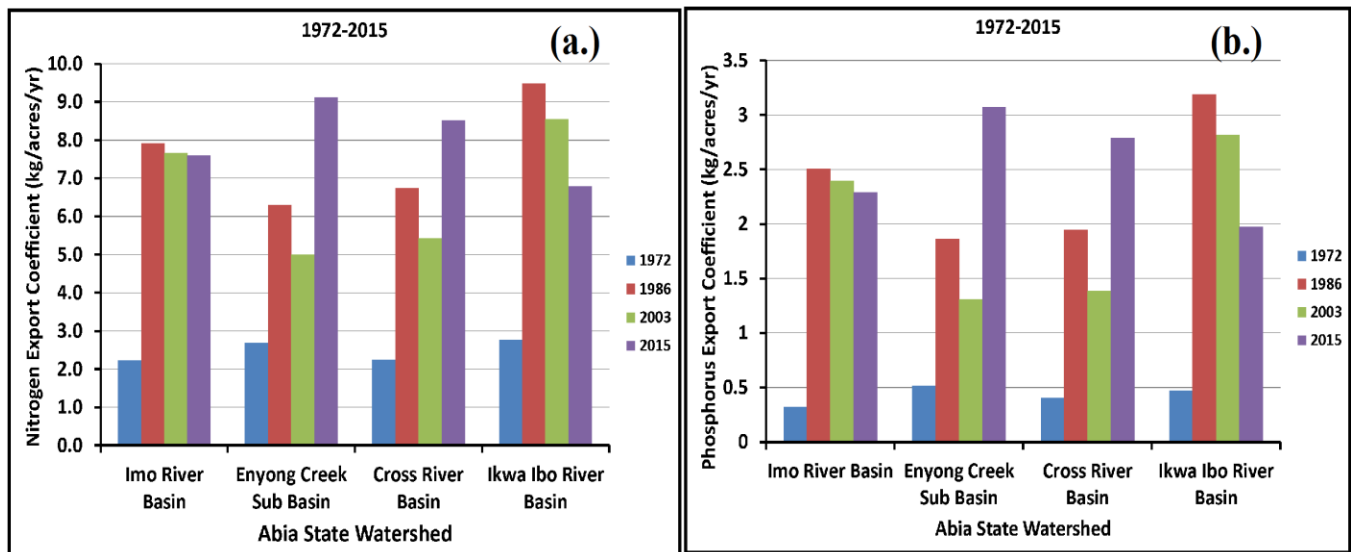 1972-2015
(a.)
Nitrogen Export Coefficient (kg/acres/yr)
10.0
9.0
8.0
7.0
6.0
5.0
4.0
3.0
2.0
1.0
0.0
1972
1986
2003
2015
Imo River Basin
Enyong Creek Sub Basin
Cross River Basin
Ikwa Ibo River Basin
Abia State Watershed
1972-2015
(b.)
Phosphorus Export Coefficient (kg/acres/yr)
3.5
3
2.5
2
1.5
1
0.5
0
1972
1986
2003
2015
Imo River Basin
Enyong Creek Sub Basin
Cross River Basin
Ikwa Ibo River Basin
Abia State Watershed